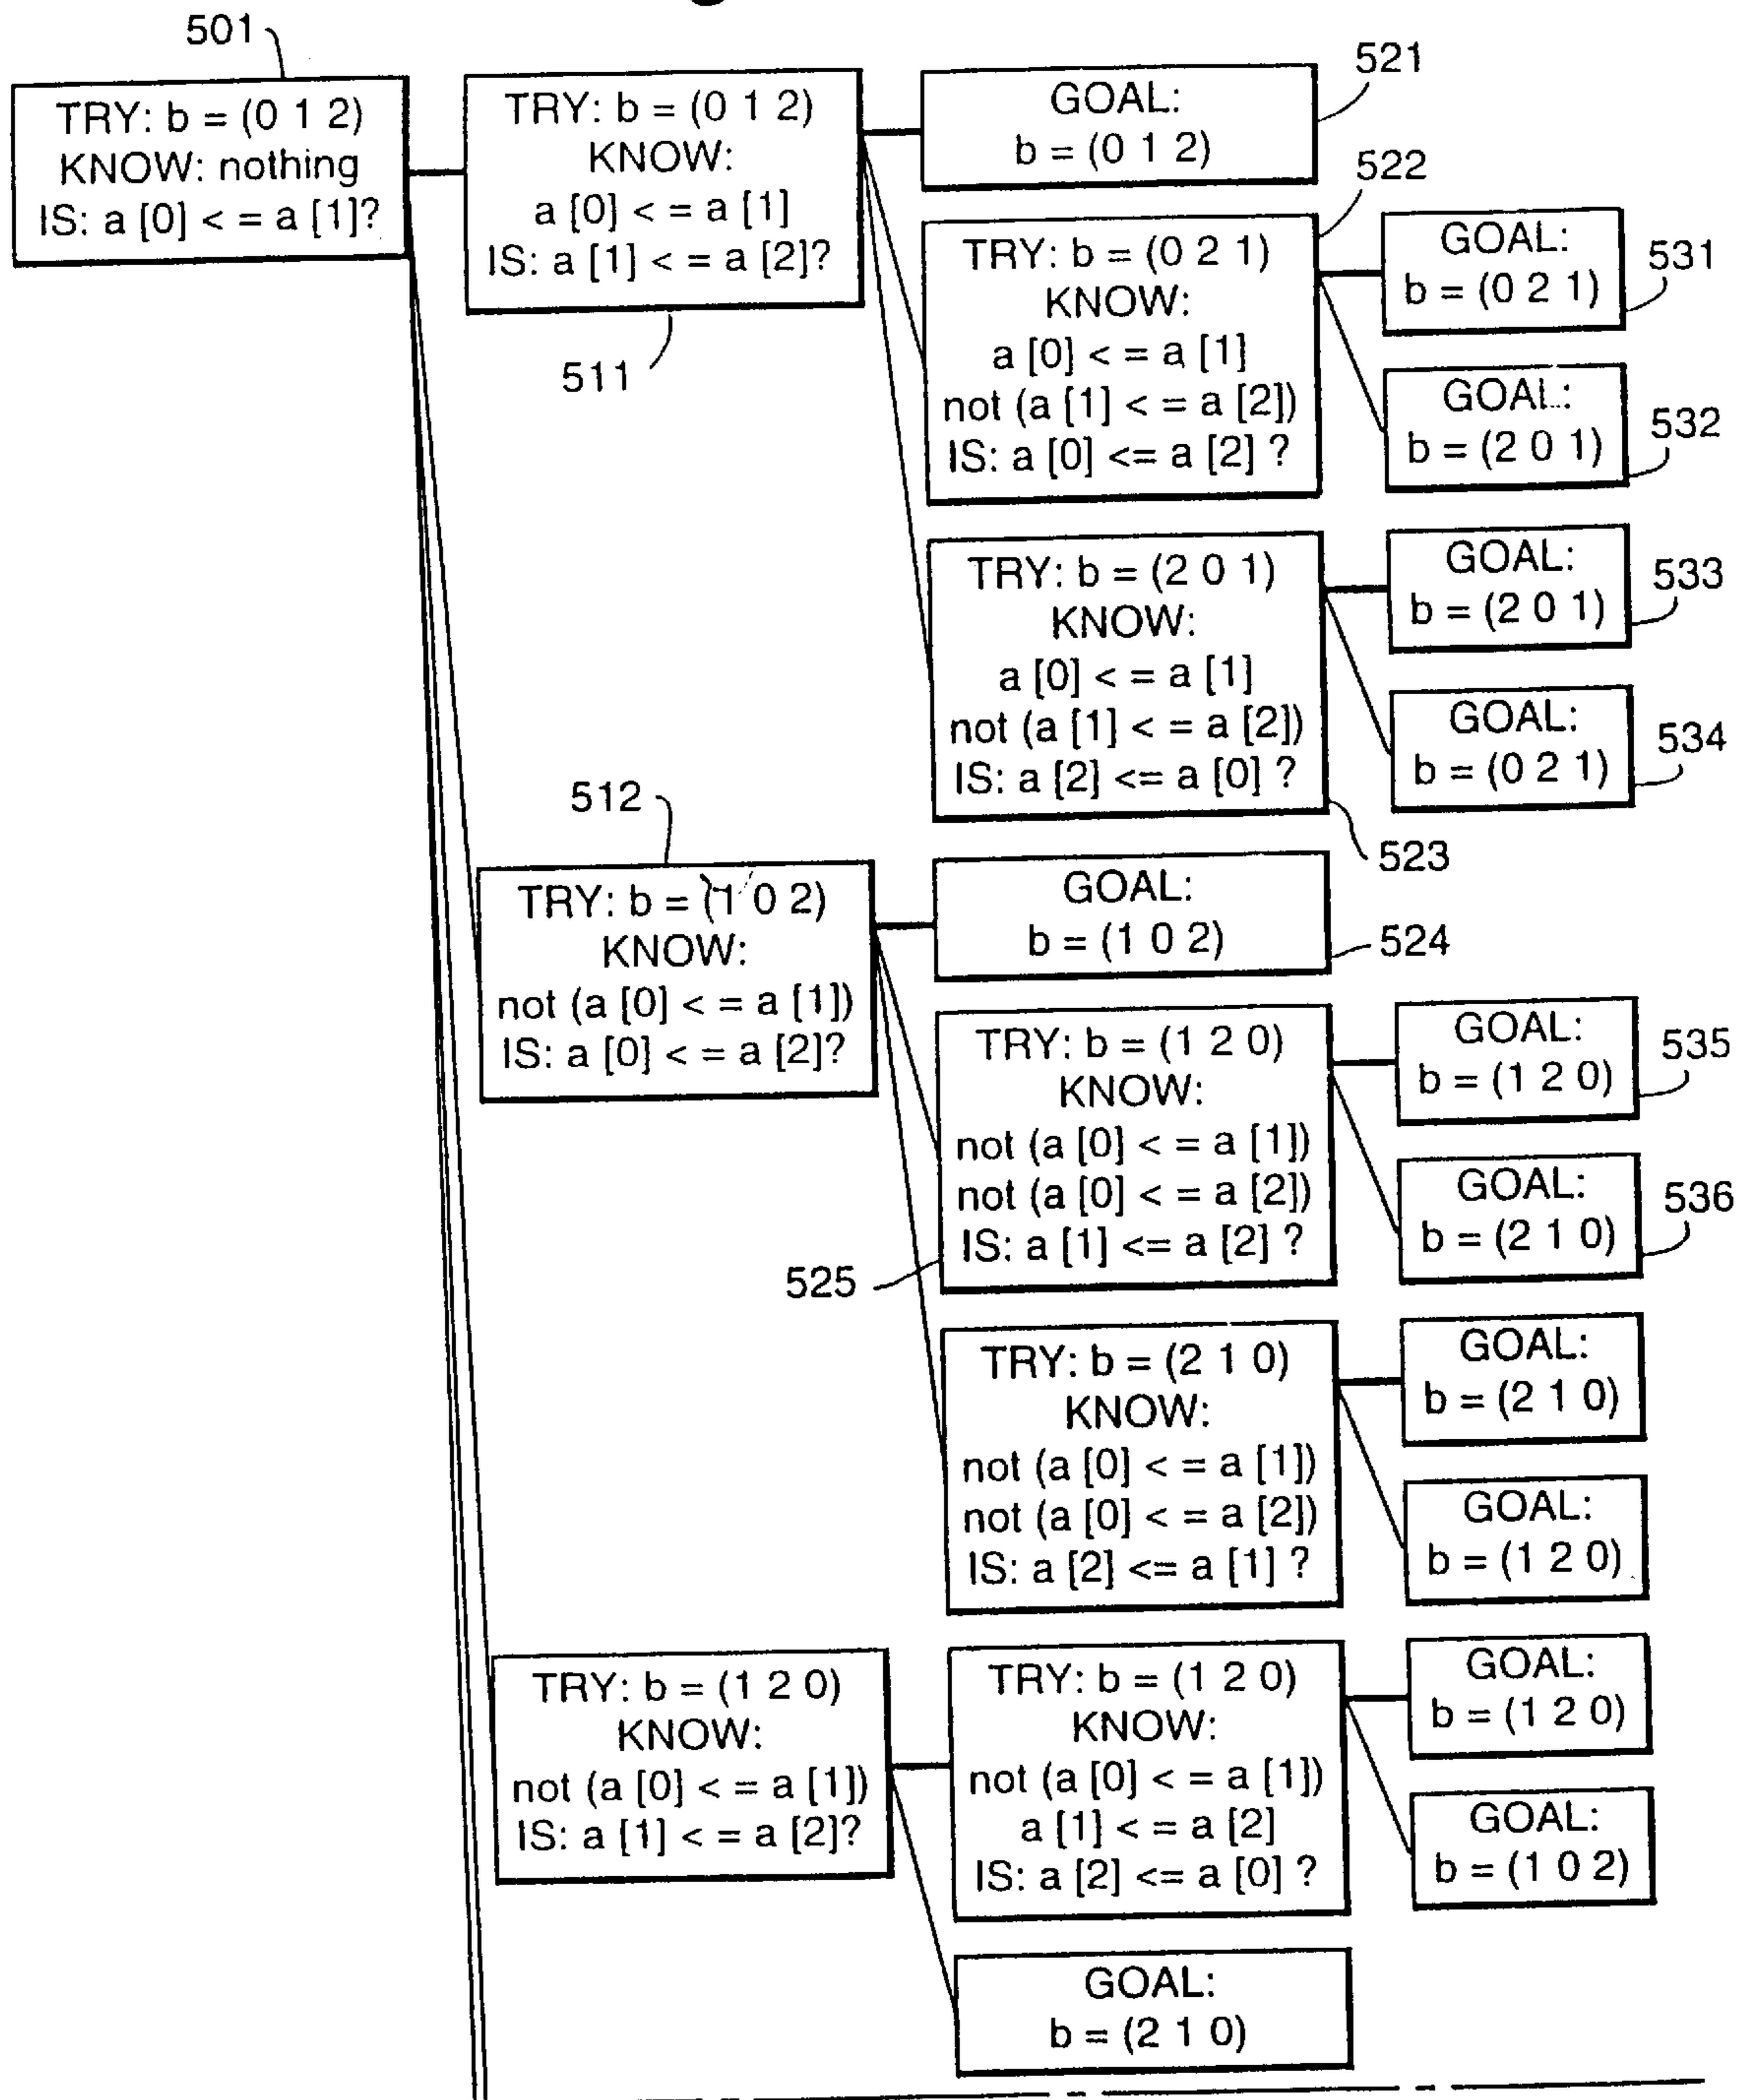 501
TRY: b = (0 1 2)
KNOW: nothing
IS: a [0] < = a [1]?
TRY: b = (0 1 2)
KNOW:
a [0] < = a [1]
IS: a [1] < = a [2]?
511
GOAL:
b = (0 1 2)
521
TRY: b = (0 2 1)
KNOW:
a [0] < = a [1]
not (a [1] < = a [2])
IS: a [0] <= a [2] ?
522
GOAL:
b = (0 2 1)
531
GOAL:
b = (2 0 1)
532
TRY: b = (2 0 1)
KNOW:
a [0] < = a [1]
not (a [1] < = a [2])
IS: a [2] <= a [0] ?
523
GOAL:
b = (2 0 1)
533
GOAL:
b = (0 2 1)
534
512
TRY: b = (1 0 2)
KNOW:
not (a [0] < = a [1])
IS: a [0] < = a [2]?
GOAL:
b = (1 0 2)
524
TRY: b = (1 2 0)
KNOW:
not (a [0] < = a [1])
not (a [0] < = a [2])
IS: a [1] <= a [2] ?
525
GOAL:
b = (1 2 0)
535
GOAL:
b = (2 1 0)
536
TRY: b = (2 1 0)
KNOW:
not (a [0] < = a [1])
not (a [0] < = a [2])
IS: a [2] <= a [1] ?
GOAL:
b = (2 1 0)
GOAL:
b = (1 2 0)
TRY: b = (1 2 0)
KNOW:
not (a [0] < = a [1])
IS: a [1] < = a [2]?
TRY: b = (1 2 0)
KNOW:
not (a [0] < = a [1])
a [1] < = a [2]
IS: a [2] <= a [0] ?
GOAL:
b = (1 2 0)
GOAL:
b = (1 0 2)
GOAL:
b = (2 1 0)